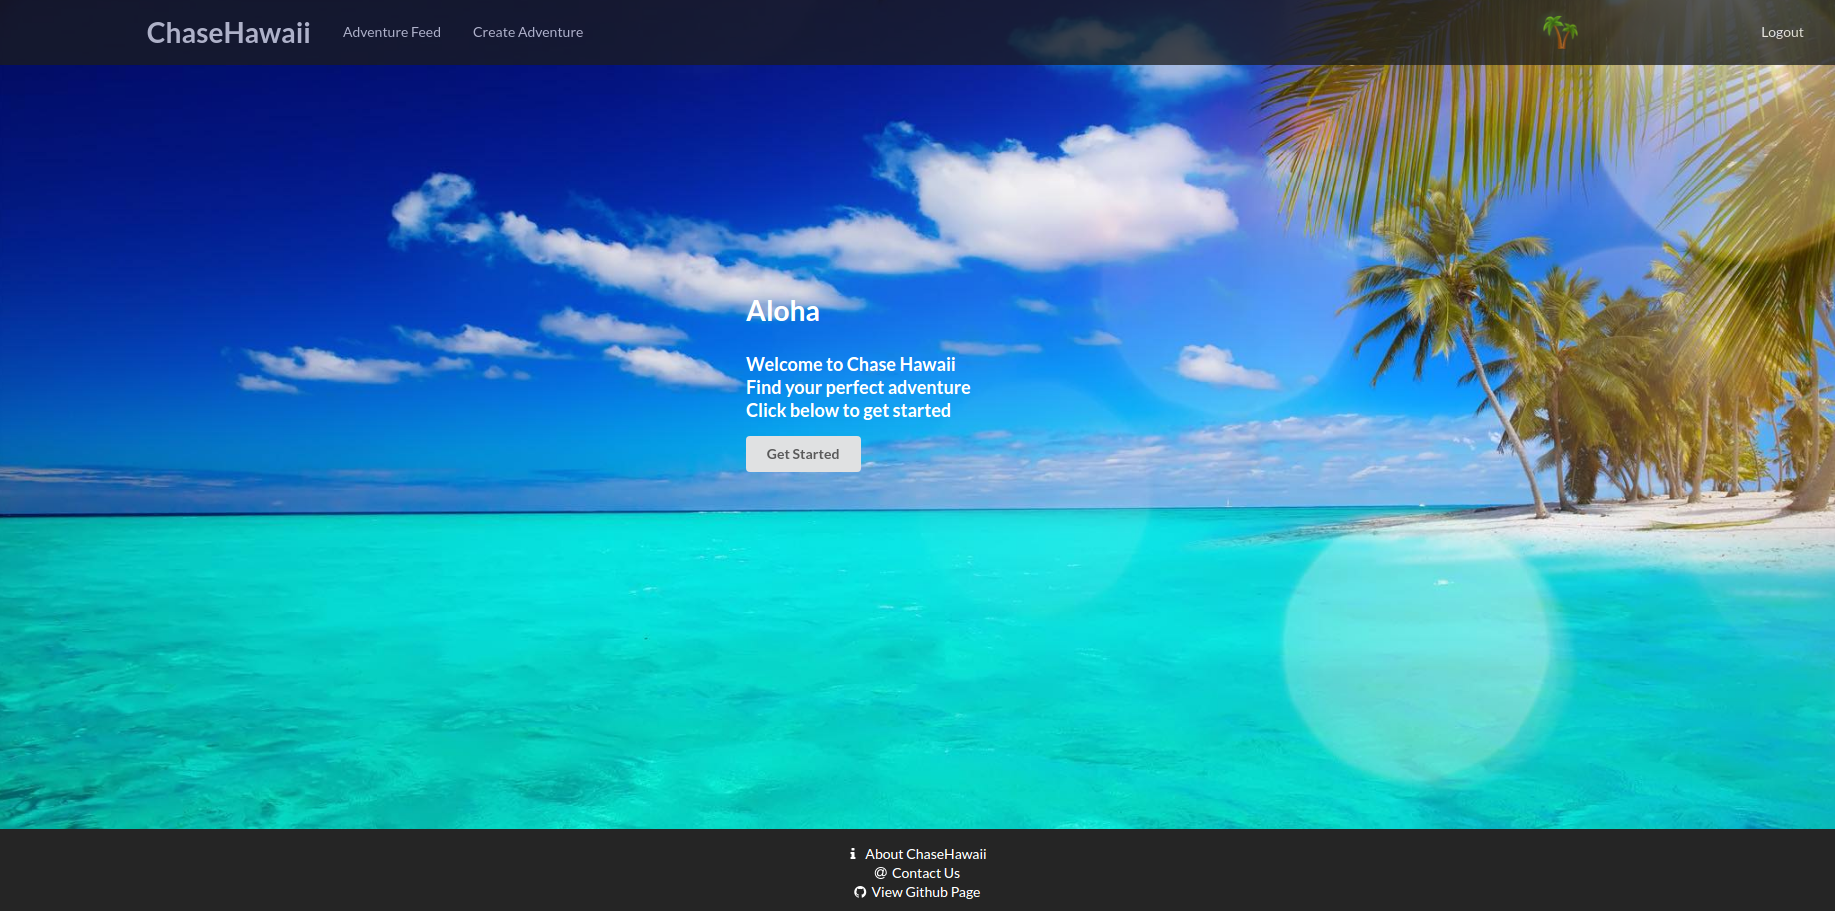 ChaseHawaii Adventure Feed Create Adventure Logout
Aloha
Welcome to Chase Hawaii
Find your perfect adventure
Click below to get started
Get Started
About ChaseHawaii
Contact Us
View Github Page